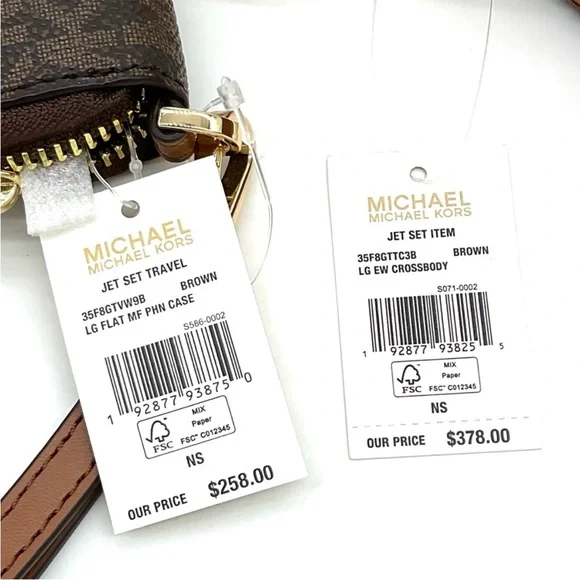 MICHAEL
MICHAEL KORS
JET SET TRAVEL
35F8GTVW9B BROWN
LG FLAT MF PHN CASE
S586-0002
1 92877 93875 0
FSC
MIX
Paper
FSC™ C012345
NS
OUR PRICE $258.00
MICHAEL
MICHAEL KORS
JET SET ITEM
35F8GTTC3B BROWN
LG EW CROSSBODY
S071-0002
1 92877 93825 5
FSC
MIX
Paper
FSC™ C012345
NS
OUR PRICE $378.00